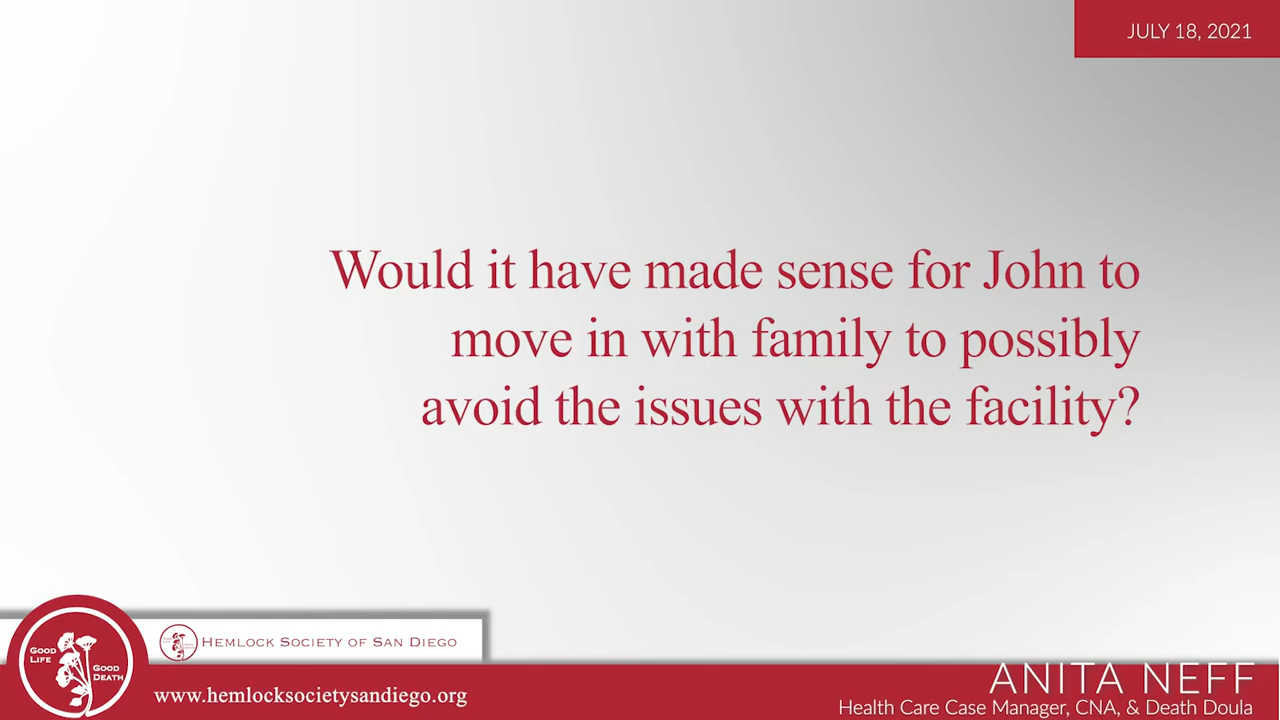 JULY 18, 2021
Would it have made sense for John to
move in with family to possibly
avoid the issues with the facility?
GOOD
LIFE
GOOD
DEATH
HEMLOCK SOCIETY OF SAN DIEGO
www.hemlocksocietysandiego.org
ANITA NEFF
Health Care Case Manager, CNA, & Death Doula